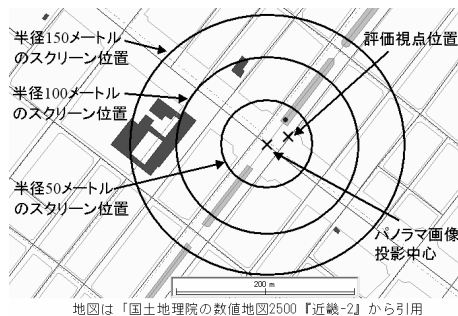 半径150メートル
のスクリーン位置
評価視点位置
半径100メートル
のスクリーン位置
半径50メートル
のスクリーン位置
パノラマ画像
投影中心
200 m
地図は「国土地理院の数値地図2500『近畿-2』から引用